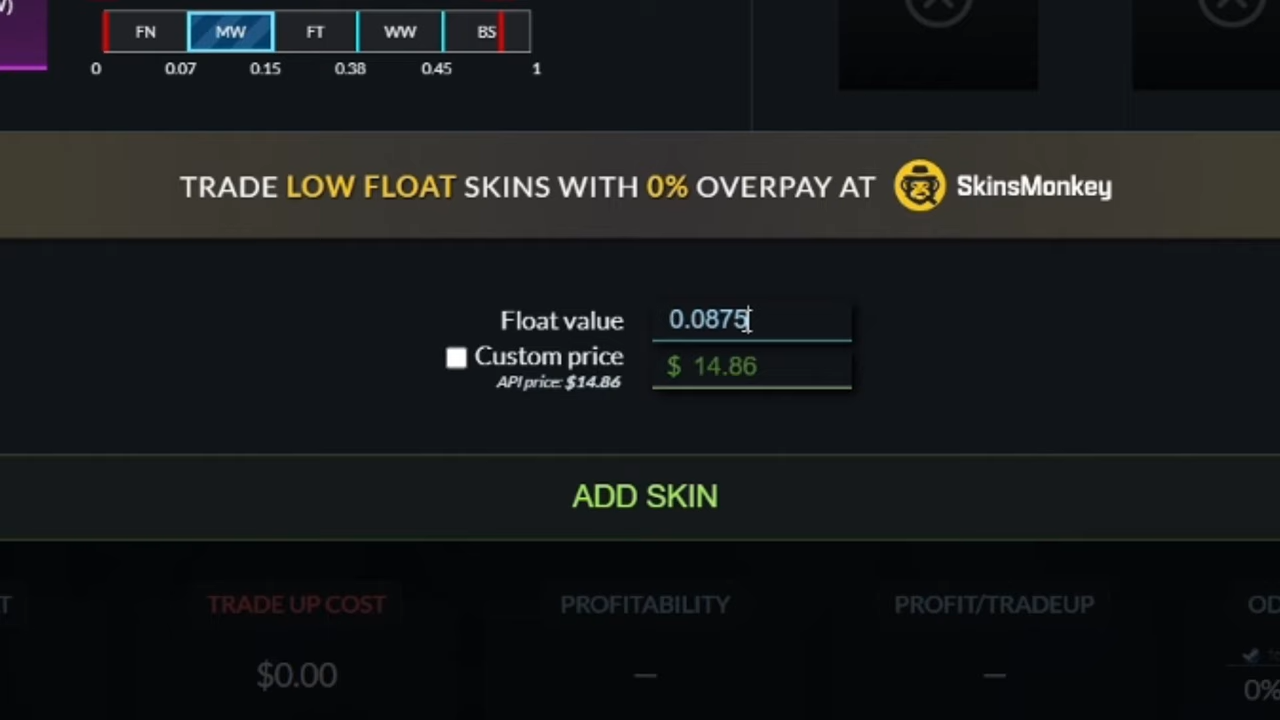 FN MW FT WW BS
0 0.07 0.15 0.38 0.45 1
TRADE LOW FLOAT SKINS WITH 0% OVERPAY AT SkinsMonkey
Float value 0.0875
Custom price $ 14.86
API price: $14.86
ADD SKIN
TRADE UP COST PROFITABILITY PROFIT/TRADEUP
$0.00 — — 0%